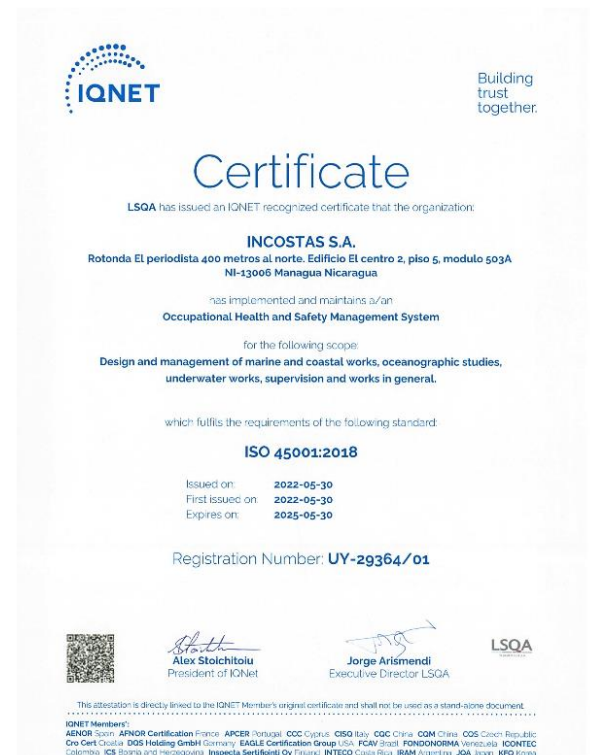 IQNET
Building
trust
together.
Certificate
LSQA has issued an IQNET recognized certificate that the organization:
INCOSTAS S.A.
Rotonda El periodista 400 metros al norte. Edificio El centro 2, piso 5, modulo 503A
NI-13006 Managua Nicaragua
has implemented and maintains a/an
Occupational Health and Safety Management System
for the following scope:
Design and management of marine and coastal works, oceanographic studies,
underwater works, supervision and works in general.
which fulfils the requirements of the following standard:
ISO 45001:2018
Issued on: 2022-05-30
First issued on: 2022-05-30
Expires on: 2025-05-30
Registration Number: UY-29364/01
Alex Stoichitoiu
President of IQNet
Jorge Arismendi
Executive Director LSQA
LSQA
This attestation is directly linked to the IQNET Member's original certificate and shall not be used as a stand-alone document.
IQNET Members*:
AENOR Spain AFNOR Certification France APCER Portugal CCC Cyprus CISQ Italy CQC China CQM China CQS Czech Republic
Cro Cert Croatia DQS Holding GmbH Germany EAGLE Certification Group USA FCAV Brazil FONDONORMA Venezuela ICONTEC
Colombia ICS Bosnia and Herzegovina Inspecta Sertifiointi Oy Finland INTECO Costa Rica IRAM Argentina JQA Japan KFQ Korea